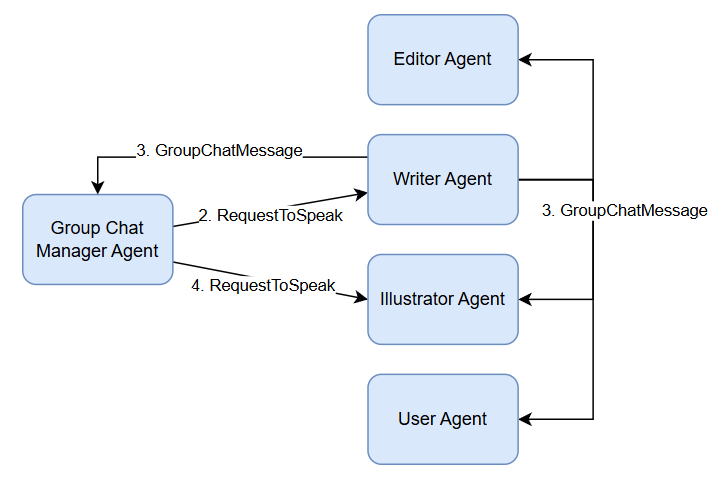 Editor Agent
3. GroupChatMessage
Writer Agent
2. RequestToSpeak
3. GroupChatMessage
Group Chat
Manager Agent
4. RequestToSpeak
Illustrator Agent
User Agent